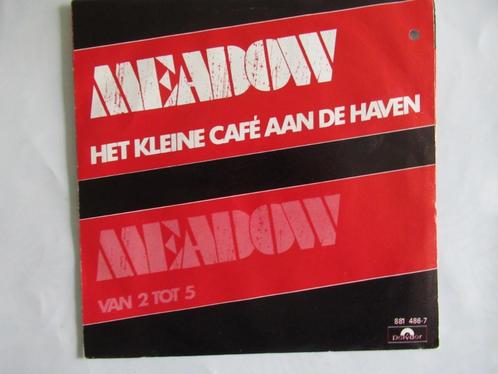 MEADOW
HET KLEINE CAFÉ AAN DE HAVEN
MEADOW
VAN 2 TOT 5
881 486-7
Polydor